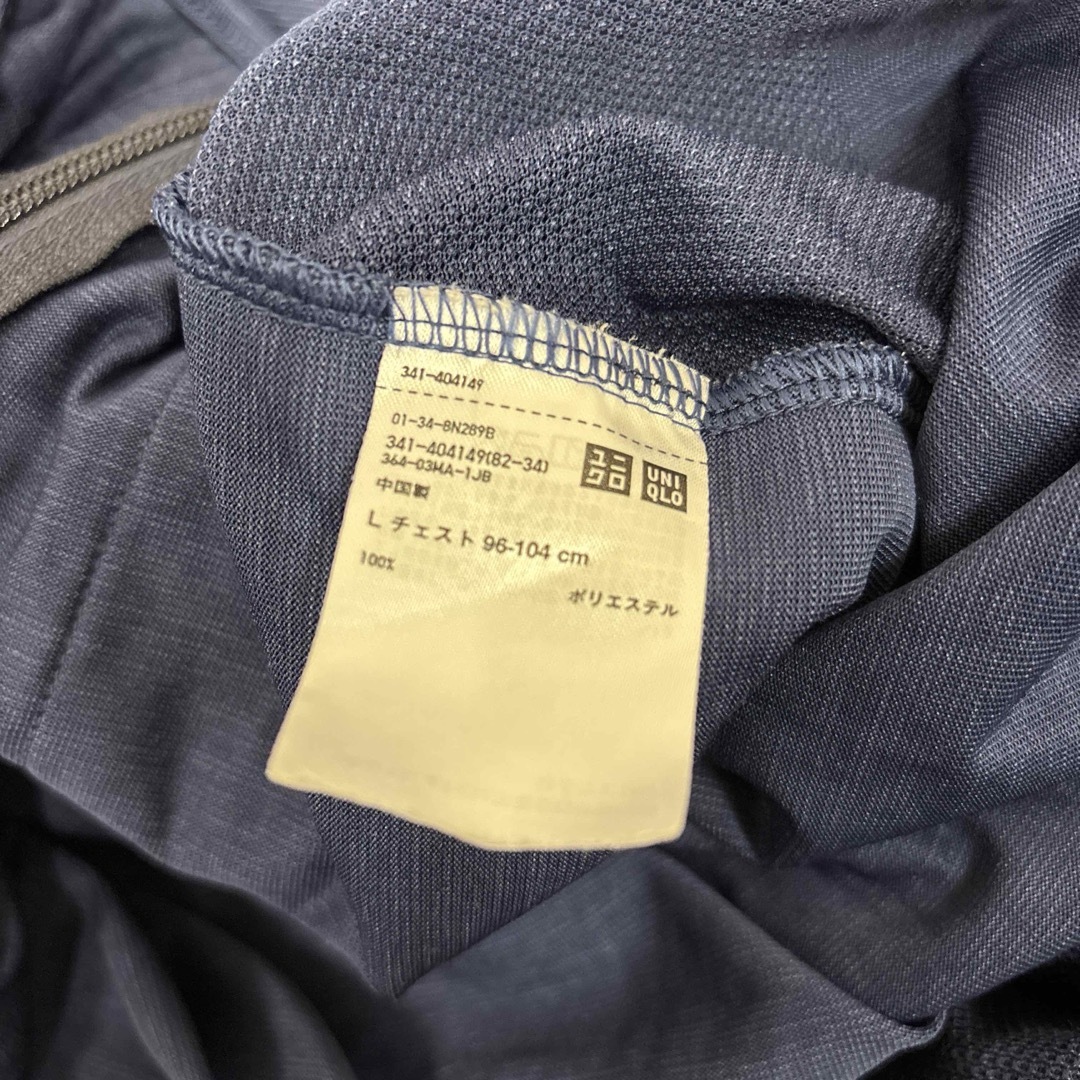 341-404149
01-34-8N289B
341-404149(82-34)
364-03MA-1JB
ユニクロ
UNIQLO
中国製
L チェスト 96-104 cm
100%
ポリエステル